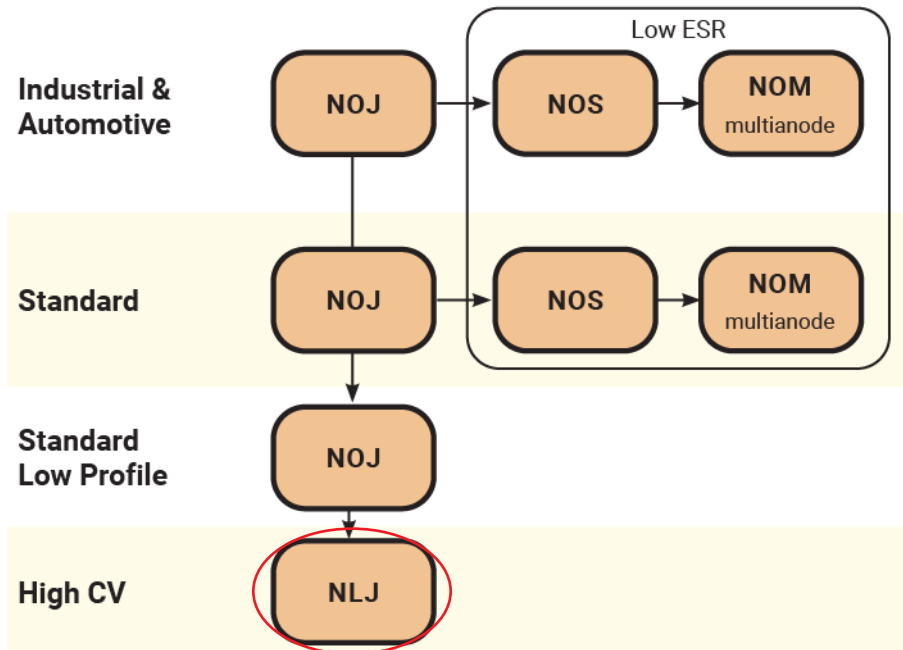 Low ESR
Industrial &
Automotive
NOJ
NOS
NOM
multianode
Standard
NOJ
NOS
NOM
multianode
Standard
Low Profile
NOJ
High CV
NLJ